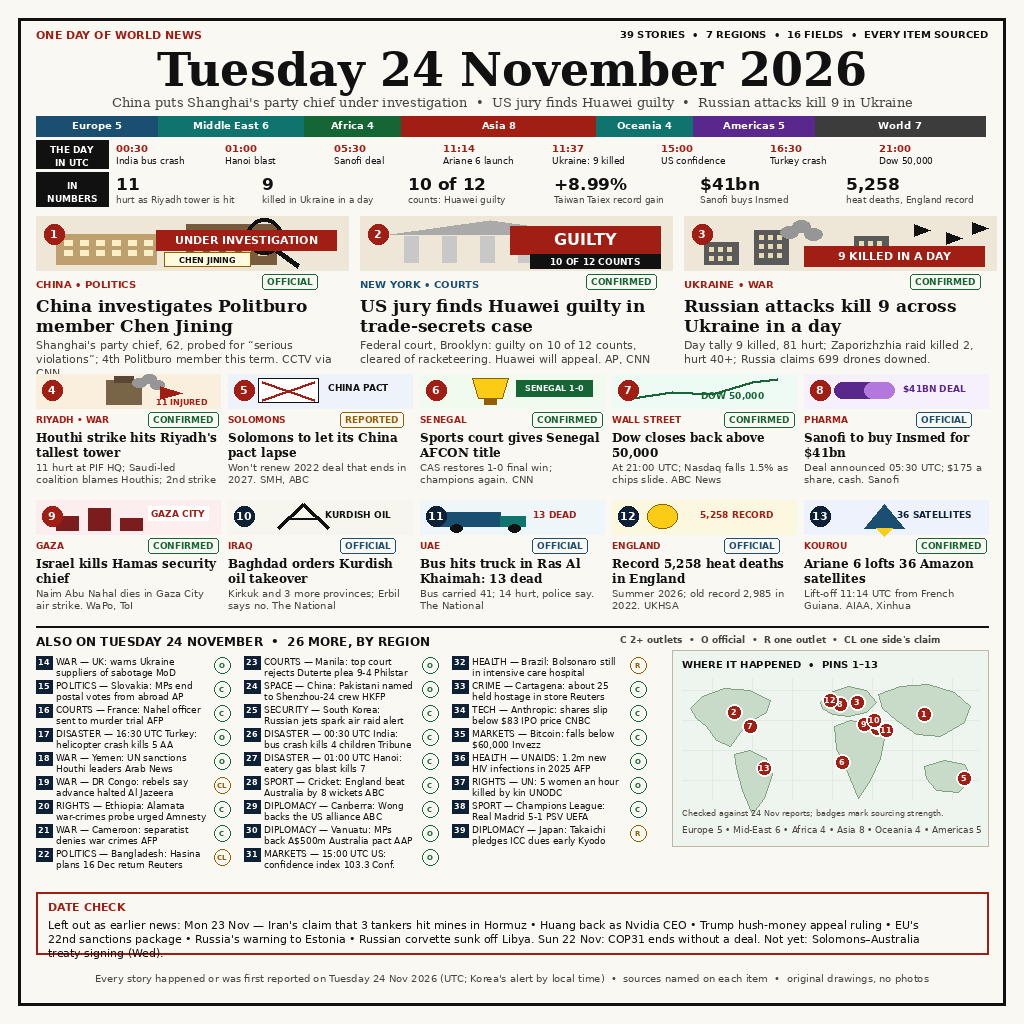 ONE DAY OF WORLD NEWS
39 STORIES • 7 REGIONS • 16 FIELDS • EVERY ITEM SOURCED
Tuesday 24 November 2026
China puts Shanghai's party chief under investigation • US jury finds Huawei guilty • Russian attacks kill 9 in Ukraine
Europe 5
Middle East 6
Africa 4
Asia 8
Oceania 4
Americas 5
World 7
THE DAY
IN UTC
00:30
India bus crash
01:00
Hanoi blast
05:30
Sanofi deal
11:14
Ariane 6 launch
11:37
Ukraine: 9 killed
15:00
US confidence
16:30
Turkey crash
21:00
Dow 50,000
IN
NUMBERS
11
hurt as Riyadh tower is hit
9
killed in Ukraine in a day
10 of 12
counts: Huawei guilty
+8.99%
Taiwan Taiex record gain
$41bn
Sanofi buys Insmed
5,258
heat deaths, England record
1
UNDER INVESTIGATION
CHEN JINING
CHINA • POLITICS
OFFICIAL
China investigates Politburo
member Chen Jining
Shanghai's party chief, 62, probed for “serious
violations”; 4th Politburo member this term. CCTV via
CNN
2
GUILTY
10 OF 12 COUNTS
NEW YORK • COURTS
CONFIRMED
US jury finds Huawei guilty in
trade-secrets case
Federal court, Brooklyn: guilty on 10 of 12 counts,
cleared of racketeering. Huawei will appeal. AP, CNN
3
9 KILLED IN A DAY
UKRAINE • WAR
CONFIRMED
Russian attacks kill 9 across
Ukraine in a day
Day tally 9 killed, 81 hurt; Zaporizhzhia raid killed 2,
hurt 40+; Russia claims 699 drones downed.
4
11 INJURED
RIYADH • WAR
CONFIRMED
Houthi strike hits Riyadh's
tallest tower
11 hurt at PIF HQ; Saudi-led
coalition blames Houthis; 2nd strike
5
CHINA PACT
SOLOMONS
REPORTED
Solomons to let its China
pact lapse
Won't renew 2022 deal that ends in
2027. SMH, ABC
6
SENEGAL 1-0
SENEGAL
CONFIRMED
Sports court gives Senegal
AFCON title
CAS restores 1-0 final win;
champions again. CNN
7
DOW 50,000
WALL STREET
CONFIRMED
Dow closes back above
50,000
At 21:00 UTC; Nasdaq falls 1.5% as
chips slide. ABC News
8
$41BN DEAL
PHARMA
OFFICIAL
Sanofi to buy Insmed for
$41bn
Deal announced 05:30 UTC; $175 a
share, cash. Sanofi
9
GAZA CITY
GAZA
CONFIRMED
Israel kills Hamas security
chief
Naim Abu Nahal dies in Gaza City
air strike. WaPo, ToI
10
KURDISH OIL
IRAQ
OFFICIAL
Baghdad orders Kurdish
oil takeover
Kirkuk and 3 more provinces; Erbil
says no. The National
11
13 DEAD
UAE
OFFICIAL
Bus hits truck in Ras Al
Khaimah: 13 dead
Bus carried 41; 14 hurt, police say.
The National
12
5,258 RECORD
ENGLAND
OFFICIAL
Record 5,258 heat deaths
in England
Summer 2026; old record 2,985 in
2022. UKHSA
13
36 SATELLITES
KOUROU
CONFIRMED
Ariane 6 lofts 36 Amazon
satellites
Lift-off 11:14 UTC from French
Guiana. AIAA, Xinhua
ALSO ON TUESDAY 24 NOVEMBER • 26 MORE, BY REGION
C 2+ outlets • O official • R one outlet • CL one side's claim
14 WAR — UK: warns Ukraine O
suppliers of sabotage MoD
15 POLITICS — Slovakia: MPs end C
postal votes from abroad AP
16 COURTS — France: Nahel officer C
sent to murder trial AFP
17 DISASTER — 16:30 UTC Turkey: O
helicopter crash kills 5 AA
18 WAR — Yemen: UN sanctions O
Houthi leaders Arab News
19 WAR — DR Congo: rebels say CL
advance halted Al Jazeera
20 RIGHTS — Ethiopia: Alamata C
war-crimes probe urged Amnesty
21 WAR — Cameroon: separatist C
denies war crimes AFP
22 POLITICS — Bangladesh: Hasina CL
plans 16 Dec return Reuters
23 COURTS — Manila: top court O
rejects Duterte plea 9-4 Philstar
24 SPACE — China: Pakistani named O
to Shenzhou-24 crew HKFP
25 SECURITY — South Korea: C
Russian jets spark air raid alert
26 DISASTER — 00:30 UTC India: C
bus crash kills 4 children Tribune
27 DISASTER — 01:00 UTC Hanoi: C
eatery gas blast kills 7
28 SPORT — Cricket: England beat C
Australia by 8 wickets ABC
29 DIPLOMACY — Canberra: Wong C
backs the US alliance ABC
30 DIPLOMACY — Vanuatu: MPs C
back A$500m Australia pact AAP
31 MARKETS — 15:00 UTC US: O
confidence index 103.3 Conf.
32 HEALTH — Brazil: Bolsonaro still R
in intensive care hospital
33 CRIME — Cartagena: about 25 C
held hostage in store Reuters
34 TECH — Anthropic: shares slip C
below $83 IPO price CNBC
35 MARKETS — Bitcoin: falls below C
$60,000 Invezz
36 HEALTH — UNAIDS: 1.2m new O
HIV infections in 2025 AFP
37 RIGHTS — UN: 5 women an hour O
killed by kin UNODC
38 SPORT — Champions League: C
Real Madrid 5-1 PSV UEFA
39 DIPLOMACY — Japan: Takaichi R
pledges ICC dues early Kyodo
WHERE IT HAPPENED • PINS 1–13
12
3
2
1
7
9
10
11
6
13
5
Checked against 24 Nov reports; badges mark sourcing strength.
Europe 5 • Mid-East 6 • Africa 4 • Asia 8 • Oceania 4 • Americas 5
DATE CHECK
Left out as earlier news: Mon 23 Nov — Iran's claim that 3 tankers hit mines in Hormuz • Huang back as Nvidia CEO • Trump hush-money appeal ruling • EU's
22nd sanctions package • Russia's warning to Estonia • Russian corvette sunk off Libya. Sun 22 Nov: COP31 ends without a deal. Not yet: Solomons–Australia
treaty signing (Wed).
Every story happened or was first reported on Tuesday 24 Nov 2026 (UTC; Korea's alert by local time) • sources named on each item • original drawings, no photos